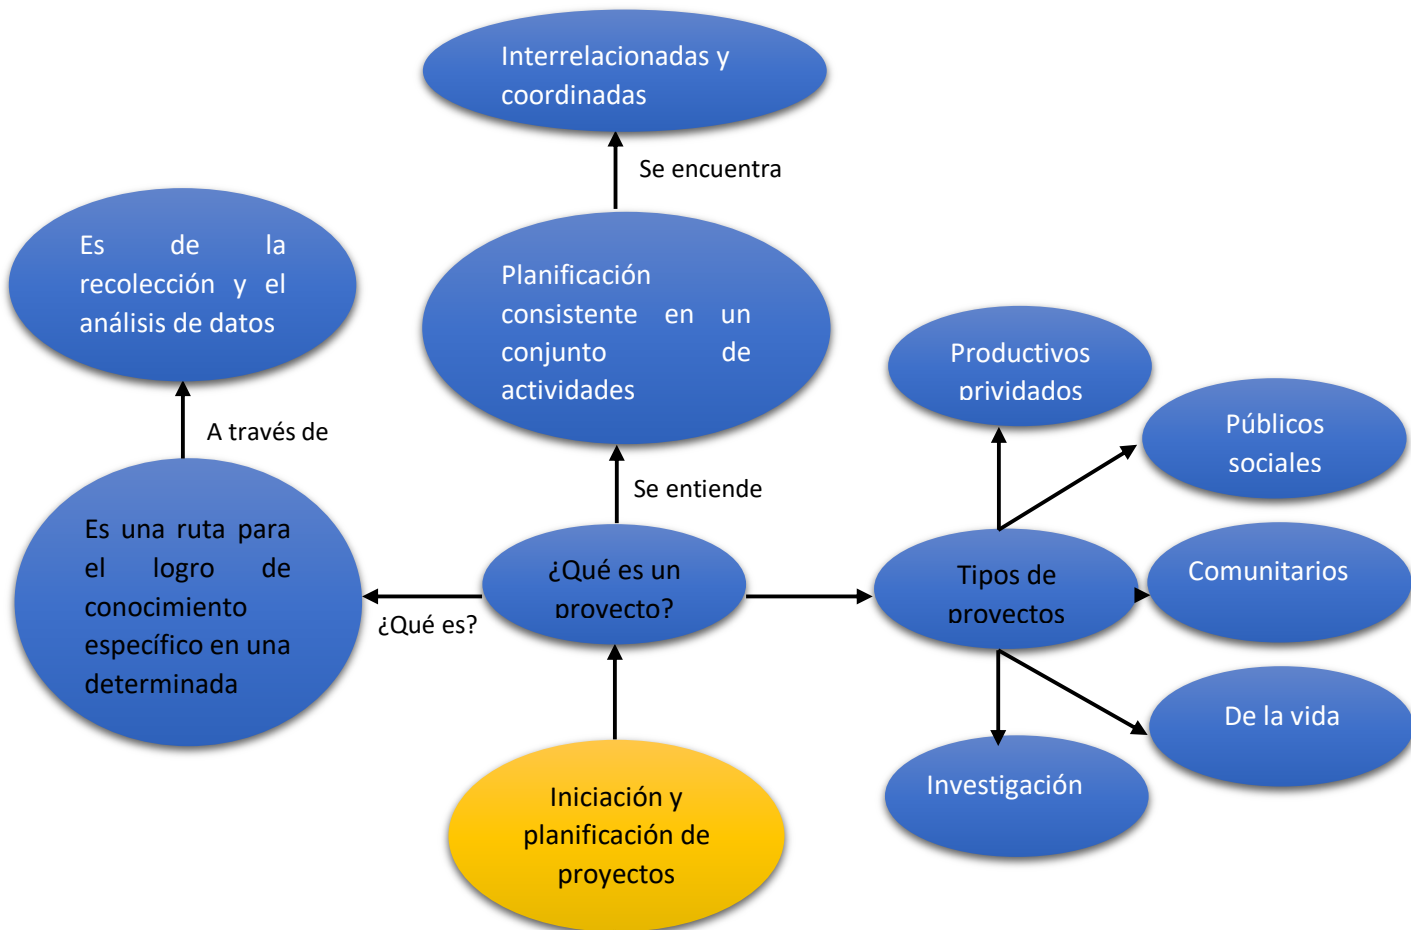 Interrelacionadas y
coordinadas
Se encuentra
Es de la
recolección y el
análisis de datos
Planificación
consistente en un
conjunto de
actividades
Productivos
prividados
Públicos
sociales
A través de
Se entiende
Es una ruta para
el logro de
conocimiento
específico en una
determinada
¿Qué es un
proyecto?
¿Qué es?
Tipos de
proyectos
Comunitarios
De la vida
Investigación
Iniciación y
planificación de
proyectos